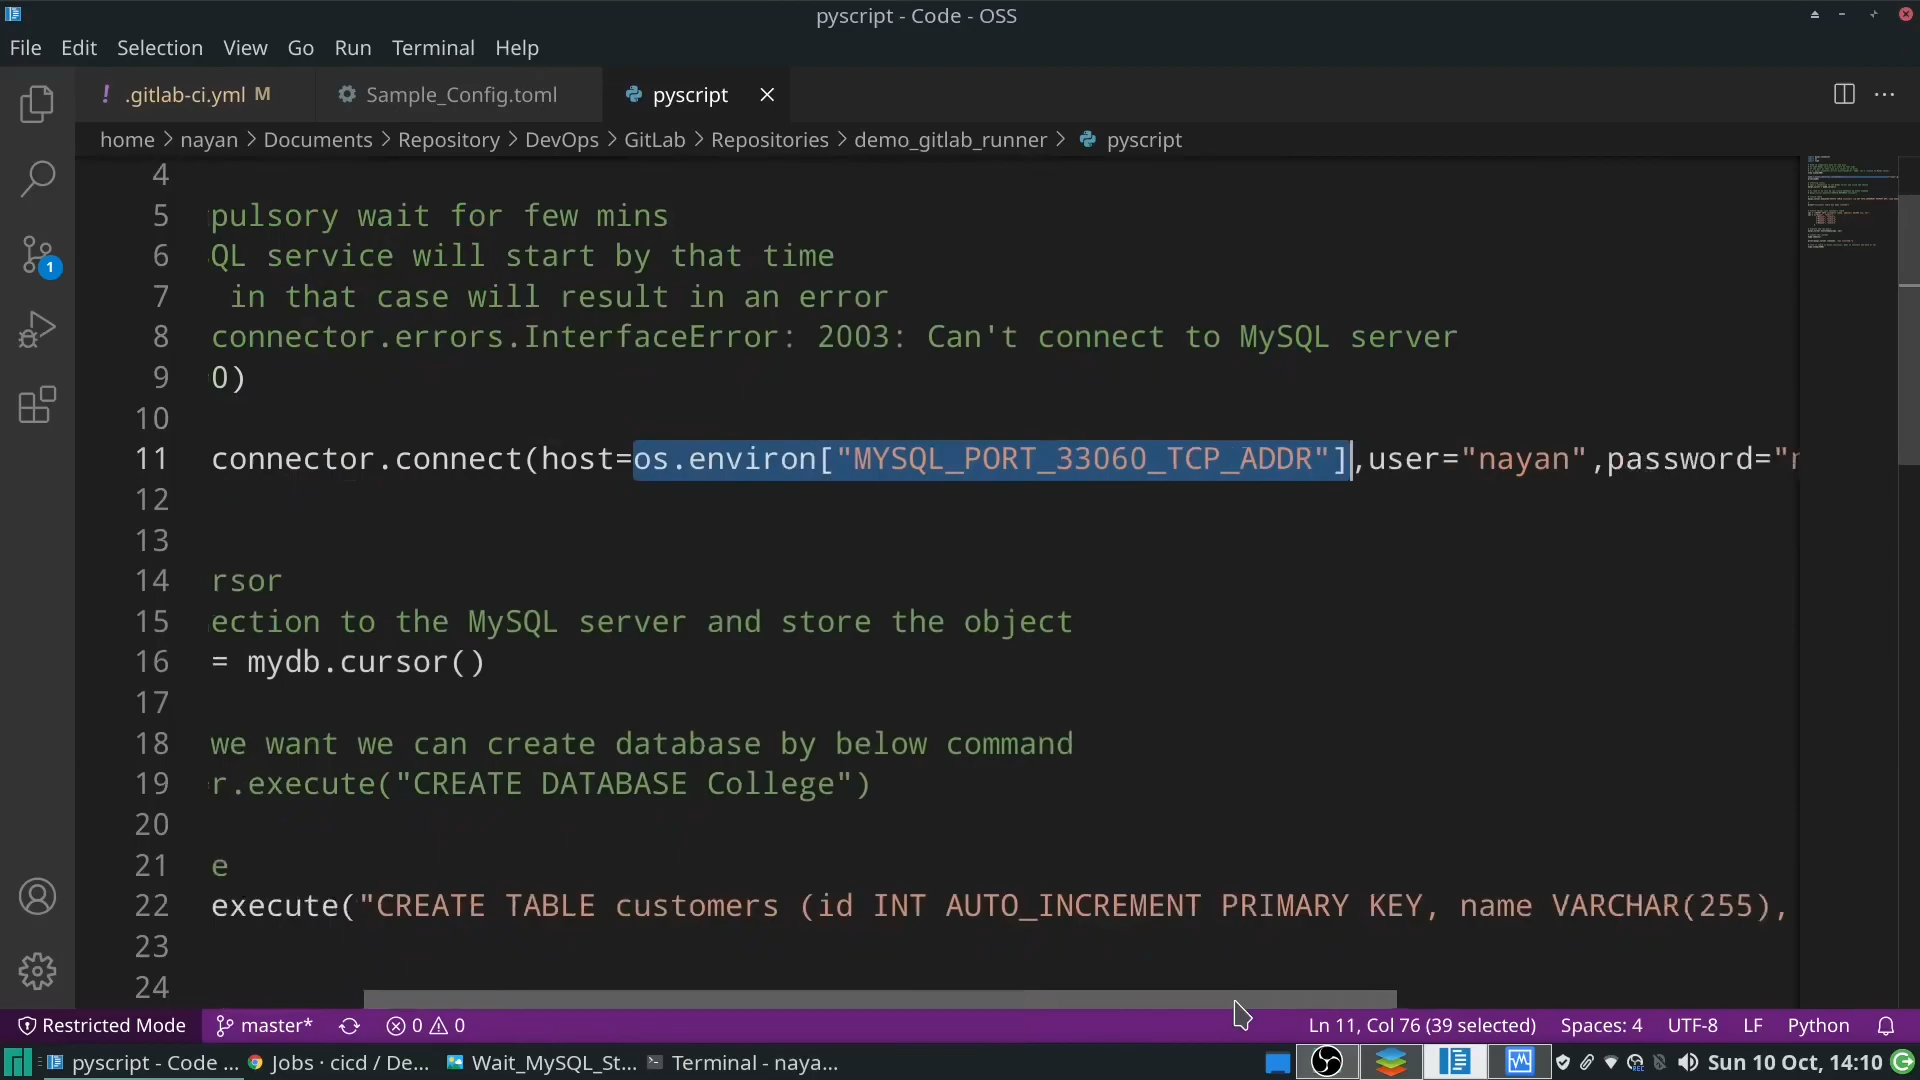 pyscript - Code - OSS
File Edit Selection View Go Run Terminal Help
! .gitlab-ci.yml M Sample_Config.toml pyscript
home > nayan > Documents > Repository > DevOps > GitLab > Repositories > demo_gitlab_runner > pyscript
4
5 pulsory wait for few mins
6 QL service will start by that time
7 in that case will result in an error
8 connector.errors.InterfaceError: 2003: Can't connect to MySQL server
9 0)
10
11 connector.connect(host=os.environ["MYSQL_PORT_33060_TCP_ADDR"],user="nayan",password="
12
13
14 rsor
15 ection to the MySQL server and store the object
16 = mydb.cursor()
17
18 we want we can create database by below command
19 r.execute("CREATE DATABASE College")
20
21 e
22 execute("CREATE TABLE customers (id INT AUTO_INCREMENT PRIMARY KEY, name VARCHAR(255),
23
24
1
Restricted Mode master* 0 0 Ln 11, Col 76 (39 selected) Spaces: 4 UTF-8 LF Python
pyscript - Code ... Jobs · cicd / De... Wait_MySQL_St... Terminal - naya... Sun 10 Oct, 14:10